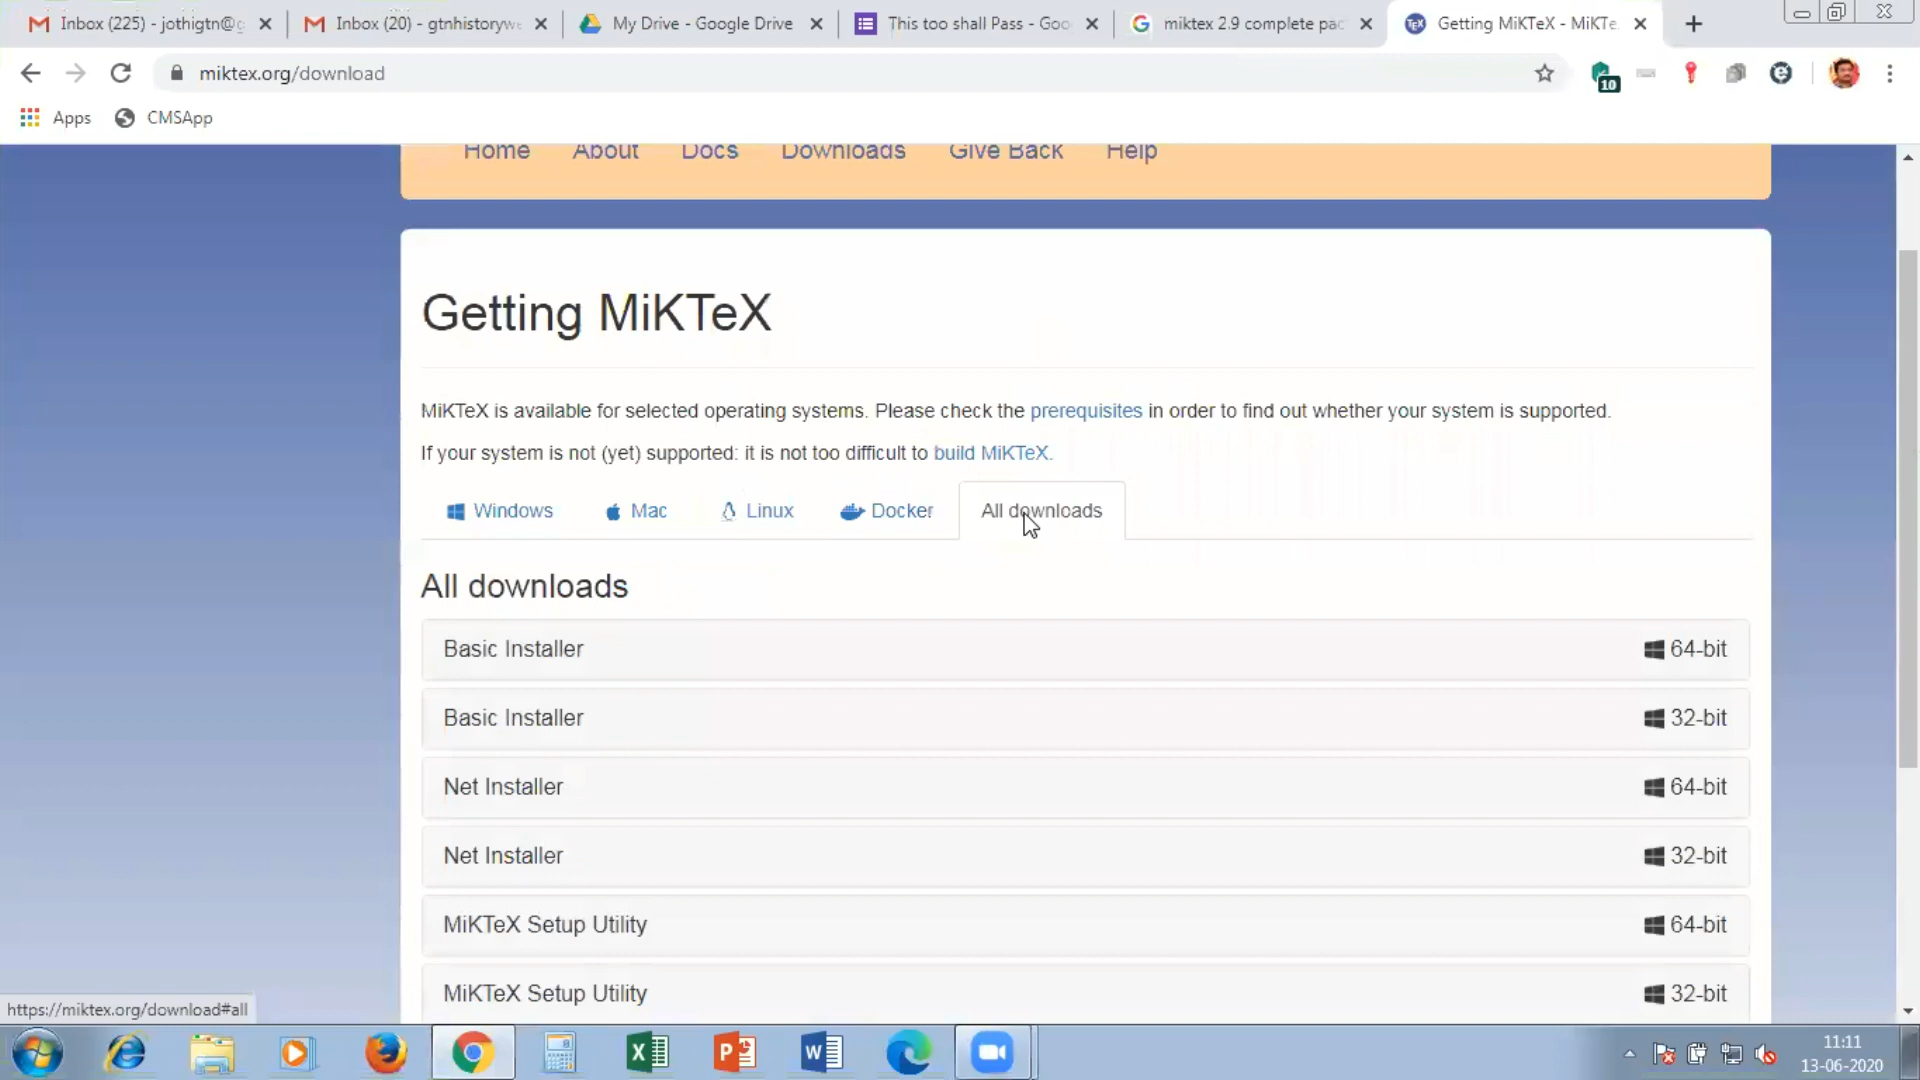 Inbox (225) - jothigtn@g
Inbox (20) - gtnhistorywe
My Drive - Google Drive
This too shall Pass - Goo
miktex 2.9 complete pac
Getting MiKTeX - MiKTe
miktex.org/download
10
Apps
CMSApp
Home
About
Docs
Downloads
Give Back
Help
Getting MiKTeX
MiKTeX is available for selected operating systems. Please check the prerequisites in order to find out whether your system is supported.
If your system is not (yet) supported: it is not too difficult to build MiKTeX.
Windows
Mac
Linux
Docker
All downloads
All downloads
Basic Installer 64-bit
Basic Installer 32-bit
Net Installer 64-bit
Net Installer 32-bit
MiKTeX Setup Utility 64-bit
MiKTeX Setup Utility 32-bit
https://miktex.org/download#all
11:11
13-06-2020